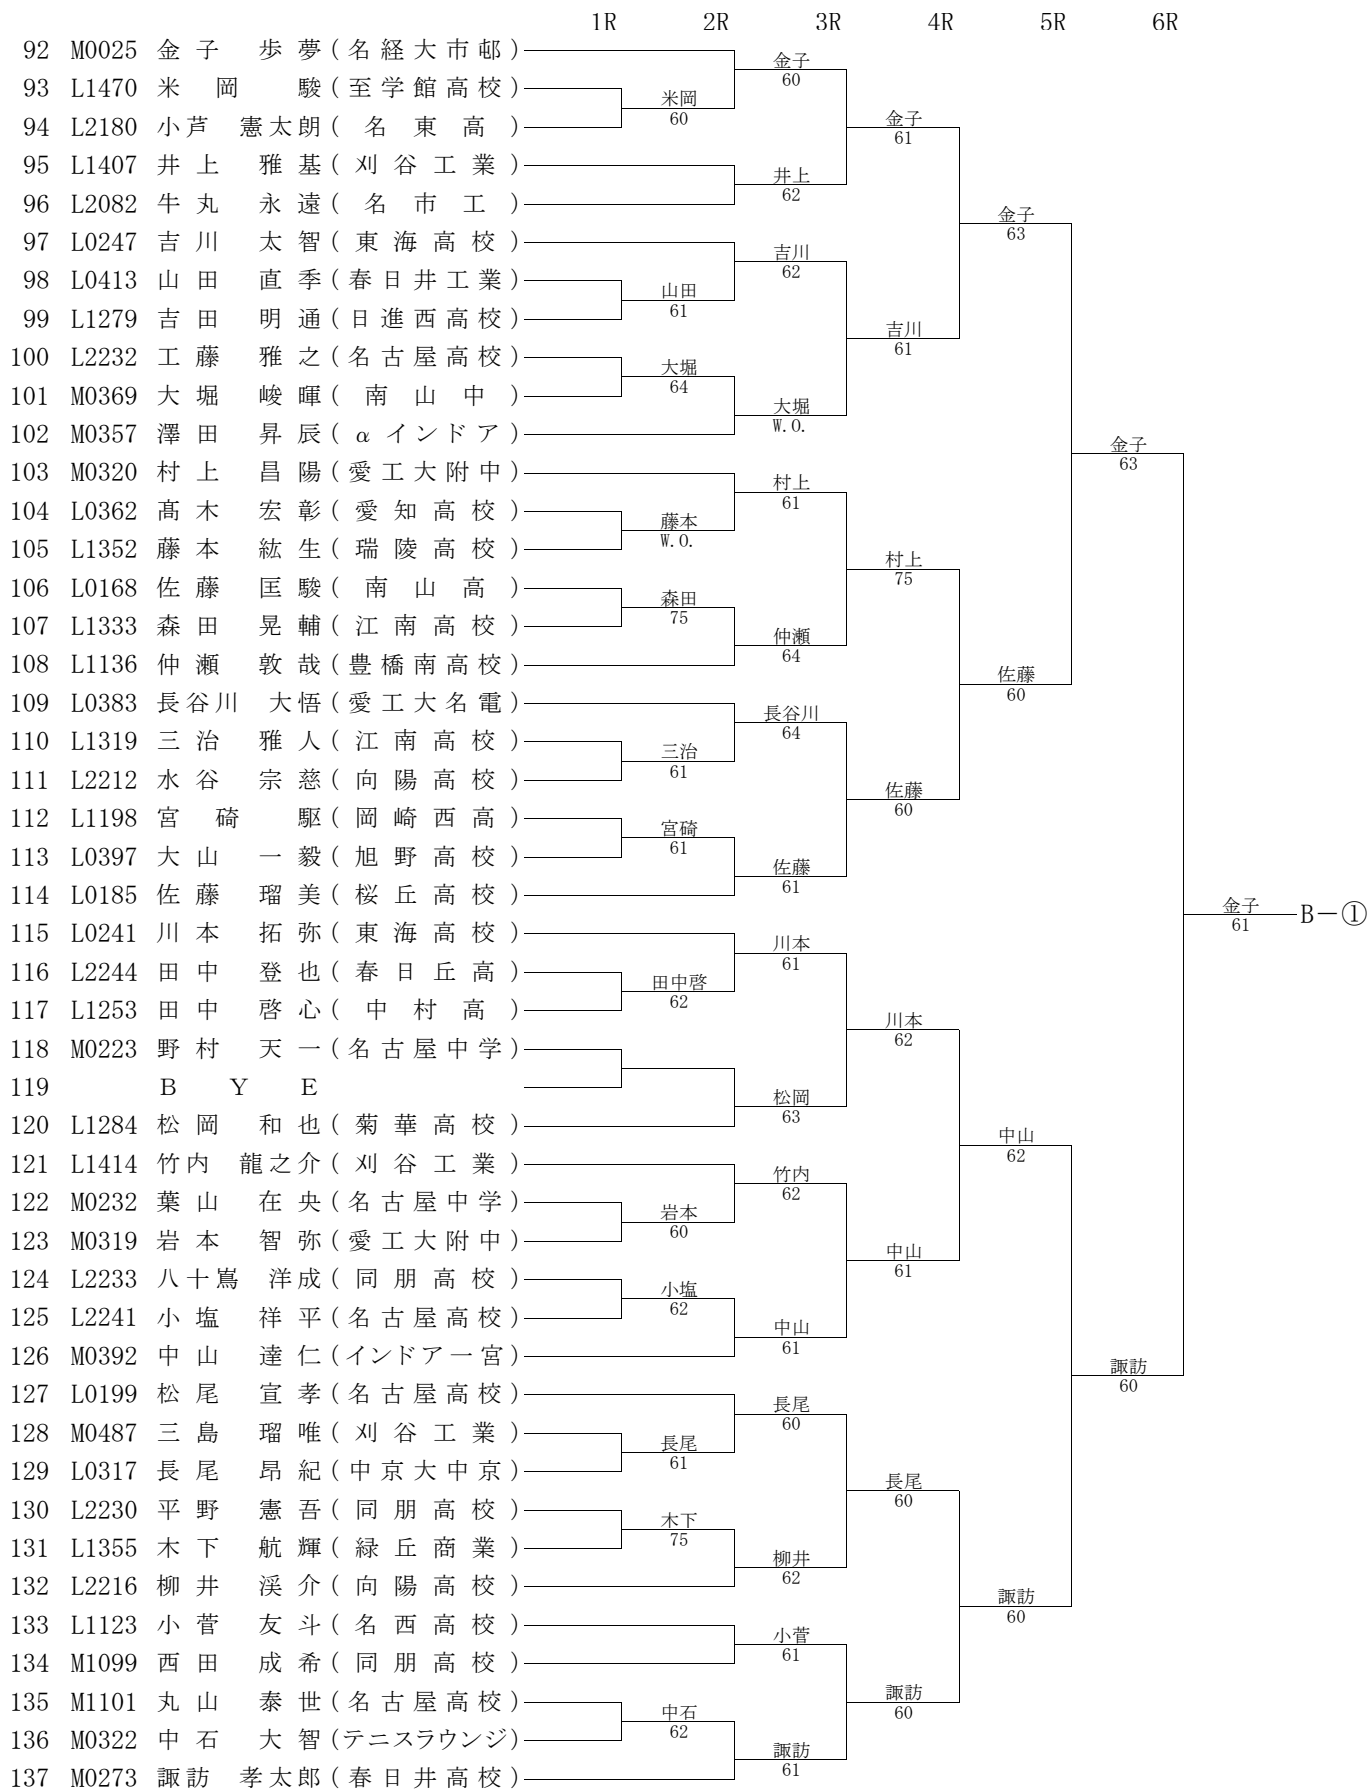 1R 2R 3R 4R 5R 6R
92 M0025 金子 歩夢(名経大市邨)
金子
60
93 L1470 米岡 駿(至学館高校)
米岡
60
94 L2180 小芦 憲太朗(名東高)
金子
61
95 L1407 井上 雅基(刈谷工業)
井上
62
96 L2082 牛丸 永遠(名市工)
金子
63
97 L0247 吉川 太智(東海高校)
吉川
62
98 L0413 山田 直季(春日井工業)
山田
61
99 L1279 吉田 明通(日進西高校)
吉川
61
100 L2232 工藤 雅之(名古屋高校)
大堀
64
101 M0369 大堀 峻暉(南山中)
大堀
W.O.
102 M0357 澤田 昇辰(αインドア)
金子
63
103 M0320 村上 昌陽(愛工大附中)
村上
61
104 L0362 髙木 宏彰(愛知高校)
藤本
W.O.
105 L1352 藤本 紘生(瑞陵高校)
村上
75
106 L0168 佐藤 匡駿(南山高)
森田
75
107 L1333 森田 晃輔(江南高校)
仲瀬
64
108 L1136 仲瀬 敦哉(豊橋南高校)
佐藤
60
109 L0383 長谷川 大悟(愛工大名電)
長谷川
64
110 L1319 三治 雅人(江南高校)
三治
61
111 L2212 水谷 宗慈(向陽高校)
佐藤
60
112 L1198 宮碕 駆(岡崎西高)
宮碕
61
113 L0397 大山 一毅(旭野高校)
佐藤
61
114 L0185 佐藤 瑠美(桜丘高校)
金子
61
B-①
115 L0241 川本 拓弥(東海高校)
川本
61
116 L2244 田中 登也(春日丘高)
田中啓
62
117 L1253 田中 啓心(中村高)
川本
62
118 M0223 野村 天一(名古屋中学)
119 BYE
松岡
63
120 L1284 松岡 和也(菊華高校)
中山
62
121 L1414 竹内 龍之介(刈谷工業)
竹内
62
122 M0232 葉山 在央(名古屋中学)
岩本
60
123 M0319 岩本 智弥(愛工大附中)
中山
61
124 L2233 八十嶌 洋成(同朋高校)
小塩
62
125 L2241 小塩 祥平(名古屋高校)
中山
61
126 M0392 中山 達仁(インドア一宮)
諏訪
60
127 L0199 松尾 宣孝(名古屋高校)
長尾
60
128 M0487 三島 瑠唯(刈谷工業)
長尾
61
129 L0317 長尾 昂紀(中京大中京)
長尾
60
130 L2230 平野 憲吾(同朋高校)
木下
75
131 L1355 木下 航輝(緑丘商業)
柳井
62
132 L2216 柳井 渓介(向陽高校)
諏訪
60
133 L1123 小菅 友斗(名西高校)
小菅
61
134 M1099 西田 成希(同朋高校)
諏訪
60
135 M1101 丸山 泰世(名古屋高校)
中石
62
136 M0322 中石 大智(テニスラウンジ)
諏訪
61
137 M0273 諏訪 孝太郎(春日井高校)